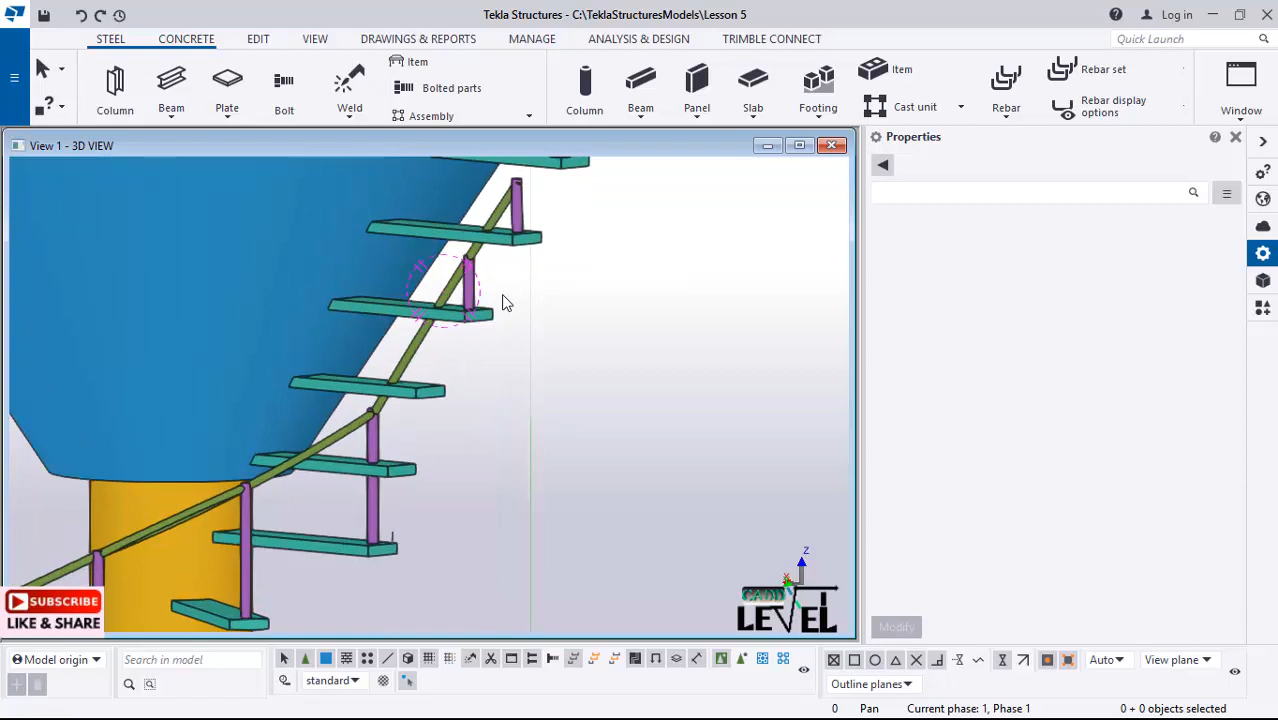 Tekla Structures - C:\TeklaStructuresModels\Lesson 5
Log in
STEEL
CONCRETE
EDIT
VIEW
DRAWINGS & REPORTS
MANAGE
ANALYSIS & DESIGN
TRIMBLE CONNECT
Quick Launch
Column
Beam
Plate
Bolt
Weld
Item
Bolted parts
Assembly
Column
Beam
Panel
Slab
Footing
Item
Cast unit
Rebar
Rebar set
Rebar display
options
Window
View 1 - 3D VIEW
Properties
Z
X
CADD
LEVEL
SUBSCRIBE
LIKE & SHARE
Modify
Model origin
Search in model
standard
Auto
View plane
Outline planes
0
Pan
Current phase: 1, Phase 1
0 + 0 objects selected